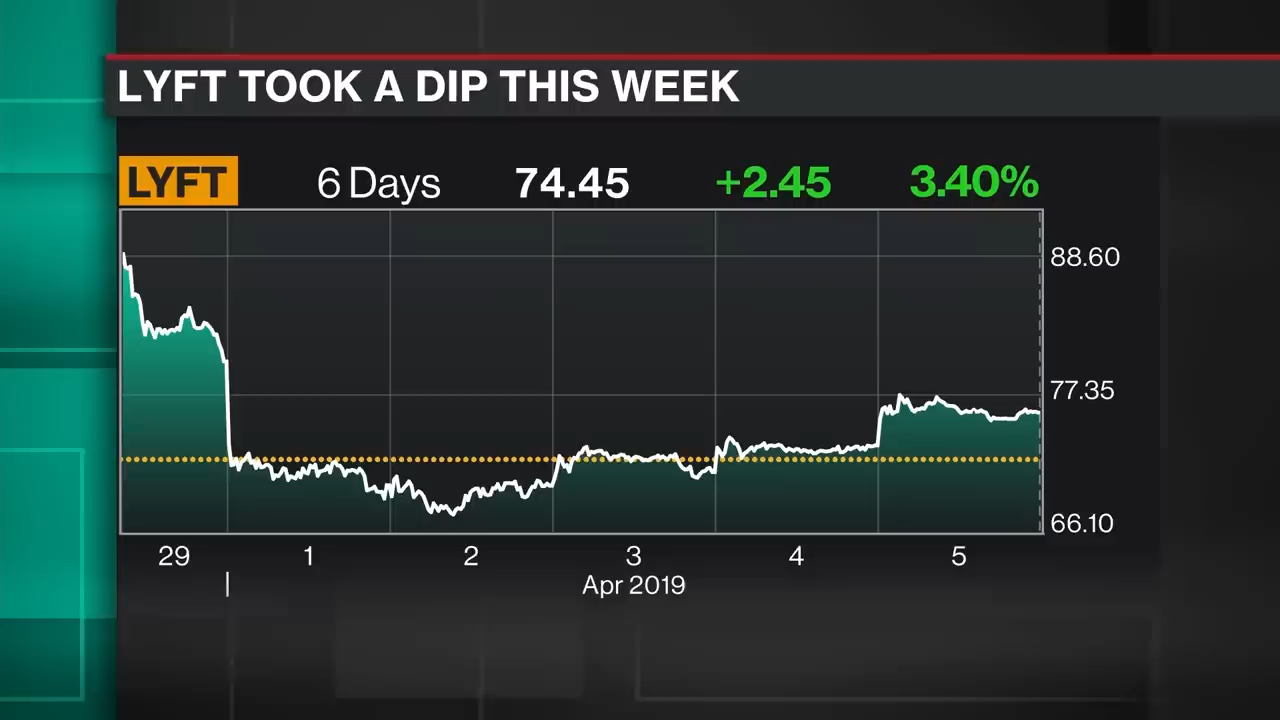 LYFT TOOK A DIP THIS WEEK
LYFT 6 Days 74.45 +2.45 3.40%
88.60
77.35
66.10
29 1 2 3 4 5
Apr 2019